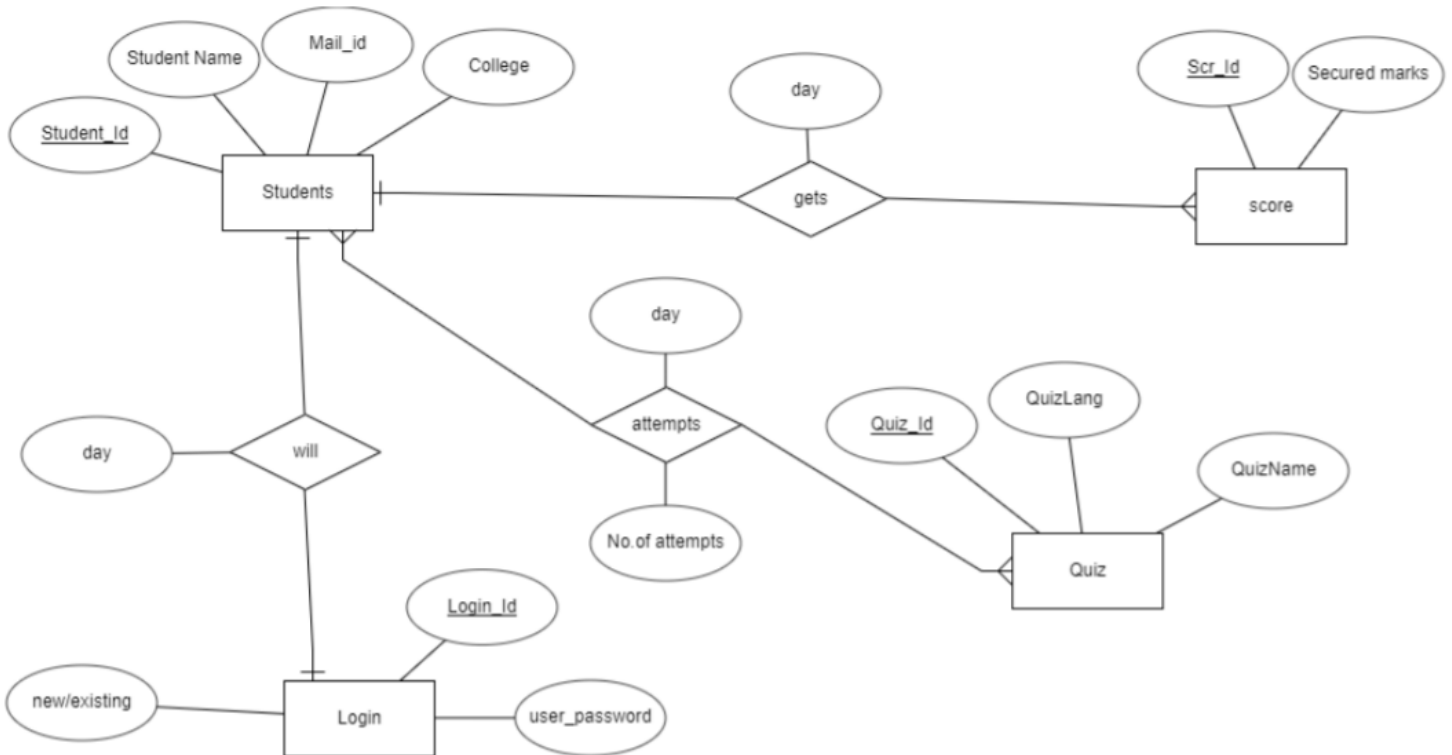 Mail_id
Student Name
College
Student_Id
Students
day
gets
Scr_Id
Secured marks
score
day
attempts
No.of attempts
day
will
Quiz_Id
QuizLang
QuizName
Quiz
Login_Id
new/existing
Login
user_password